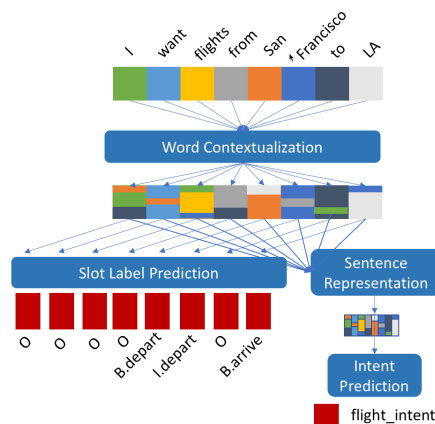 I want flights from San Francisco to LA
Word Contextualization
Slot Label Prediction
Sentence
Representation
O O O O B.depart I.depart O B.arrive
Intent
Prediction
flight_intent